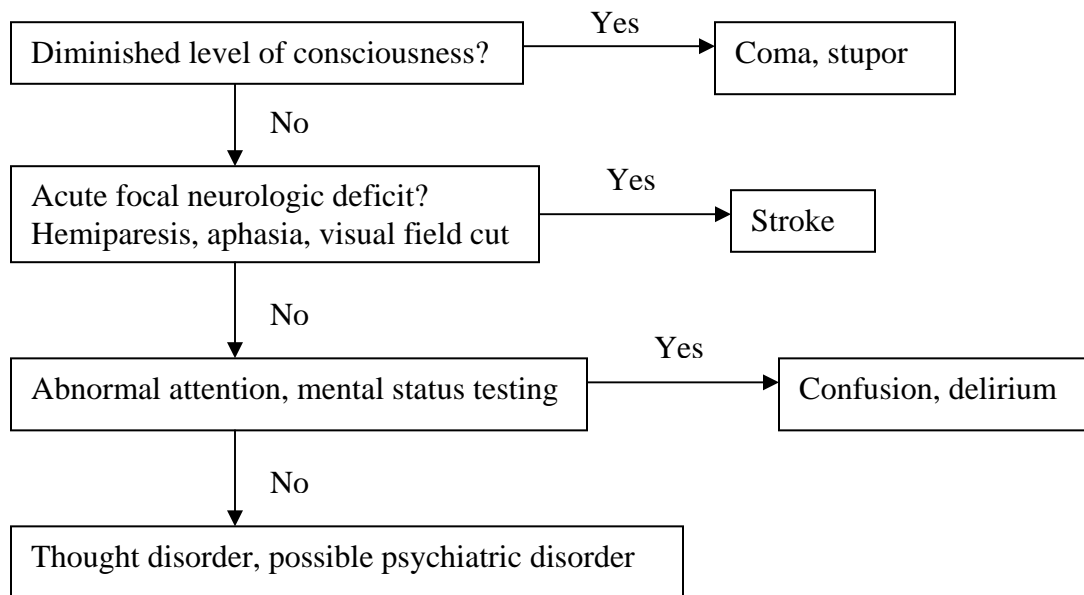 Diminished level of consciousness?
Yes
Coma, stupor
No
Acute focal neurologic deficit?
Hemiparesis, aphasia, visual field cut
Yes
Stroke
No
Abnormal attention, mental status testing
Yes
Confusion, delirium
No
Thought disorder, possible psychiatric disorder